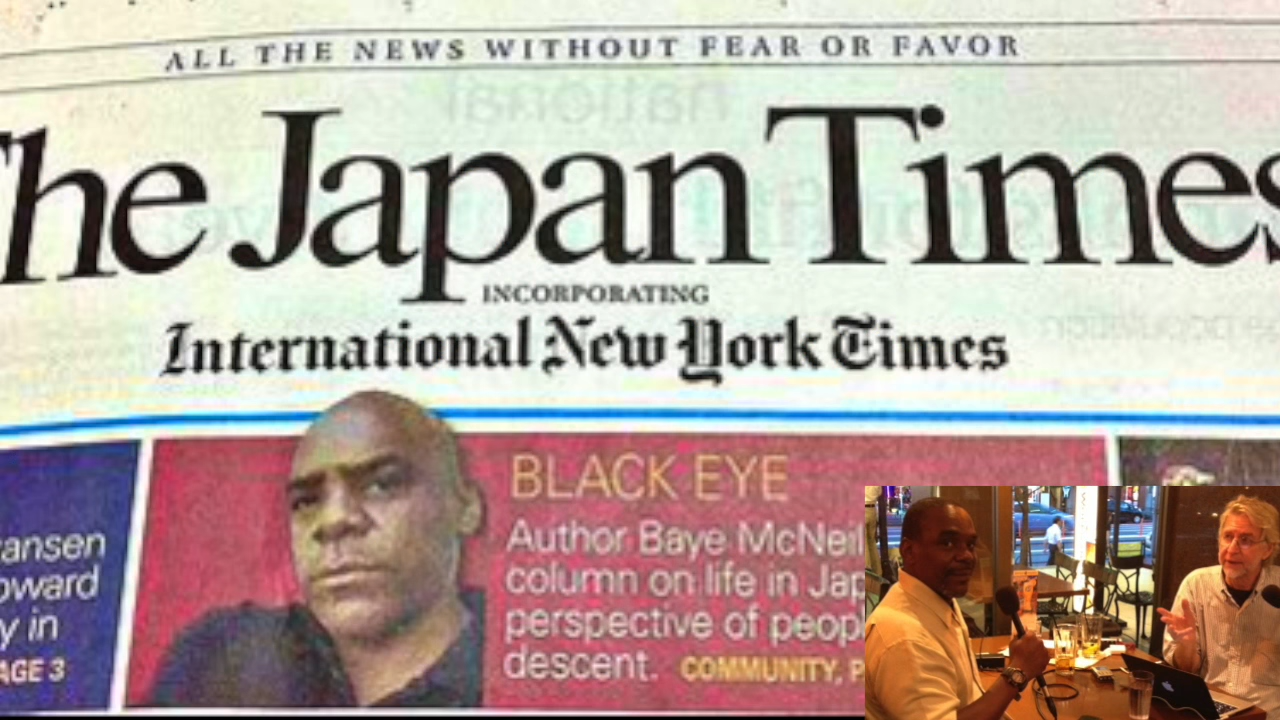 ALL THE NEWS WITHOUT FEAR OR FAVOR
The Japan Times
INCORPORATING
International New York Times
ansen
oward
y in
AGE 3
BLACK EYE
Author Baye McNeil
column on life in Jap
perspective of peop
descent. COMMUNITY, P